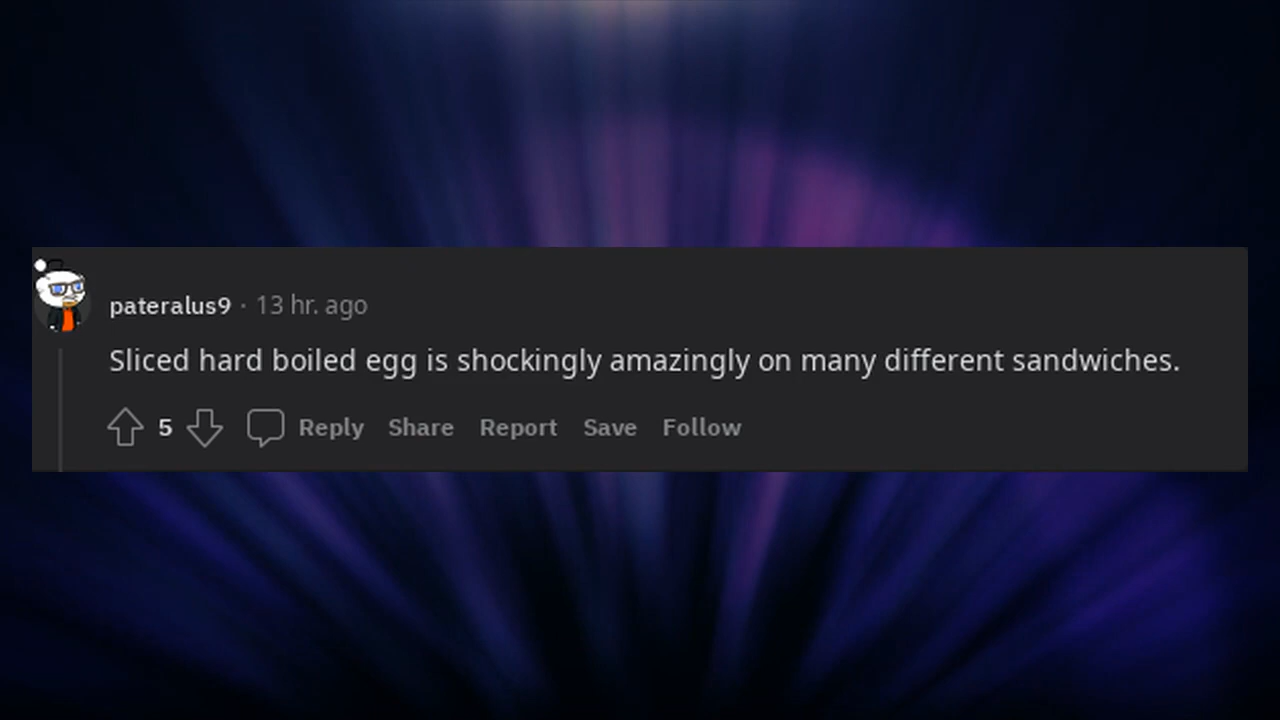 pateralus9 · 13 hr. ago
Sliced hard boiled egg is shockingly amazingly on many different sandwiches.
5 Reply Share Report Save Follow